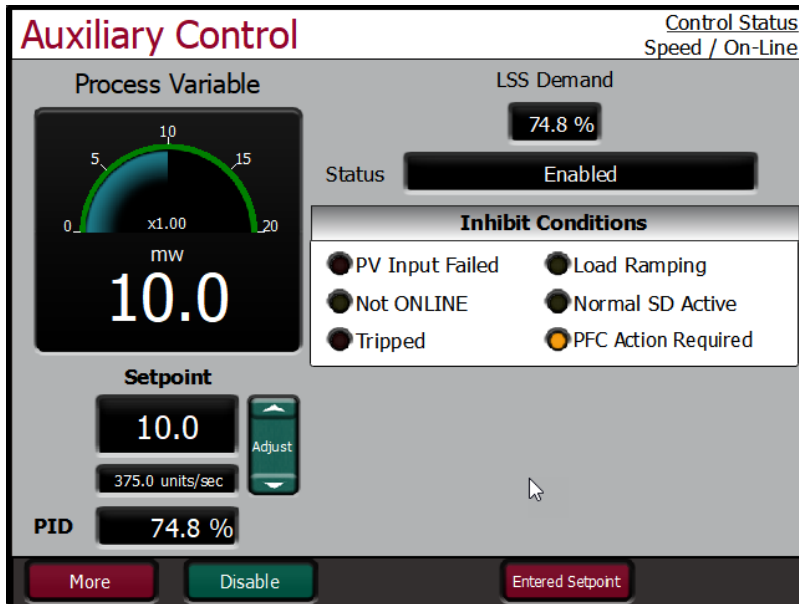 Auxiliary Control
Control Status
Speed / On-Line
Process Variable
0 5 10 15 20
x1.00
mw
10.0
LSS Demand
74.8 %
Status Enabled
Inhibit Conditions
PV Input Failed Load Ramping
Not ONLINE Normal SD Active
Tripped PFC Action Required
Setpoint
10.0
Adjust
375.0 units/sec
PID 74.8 %
More Disable Entered Setpoint